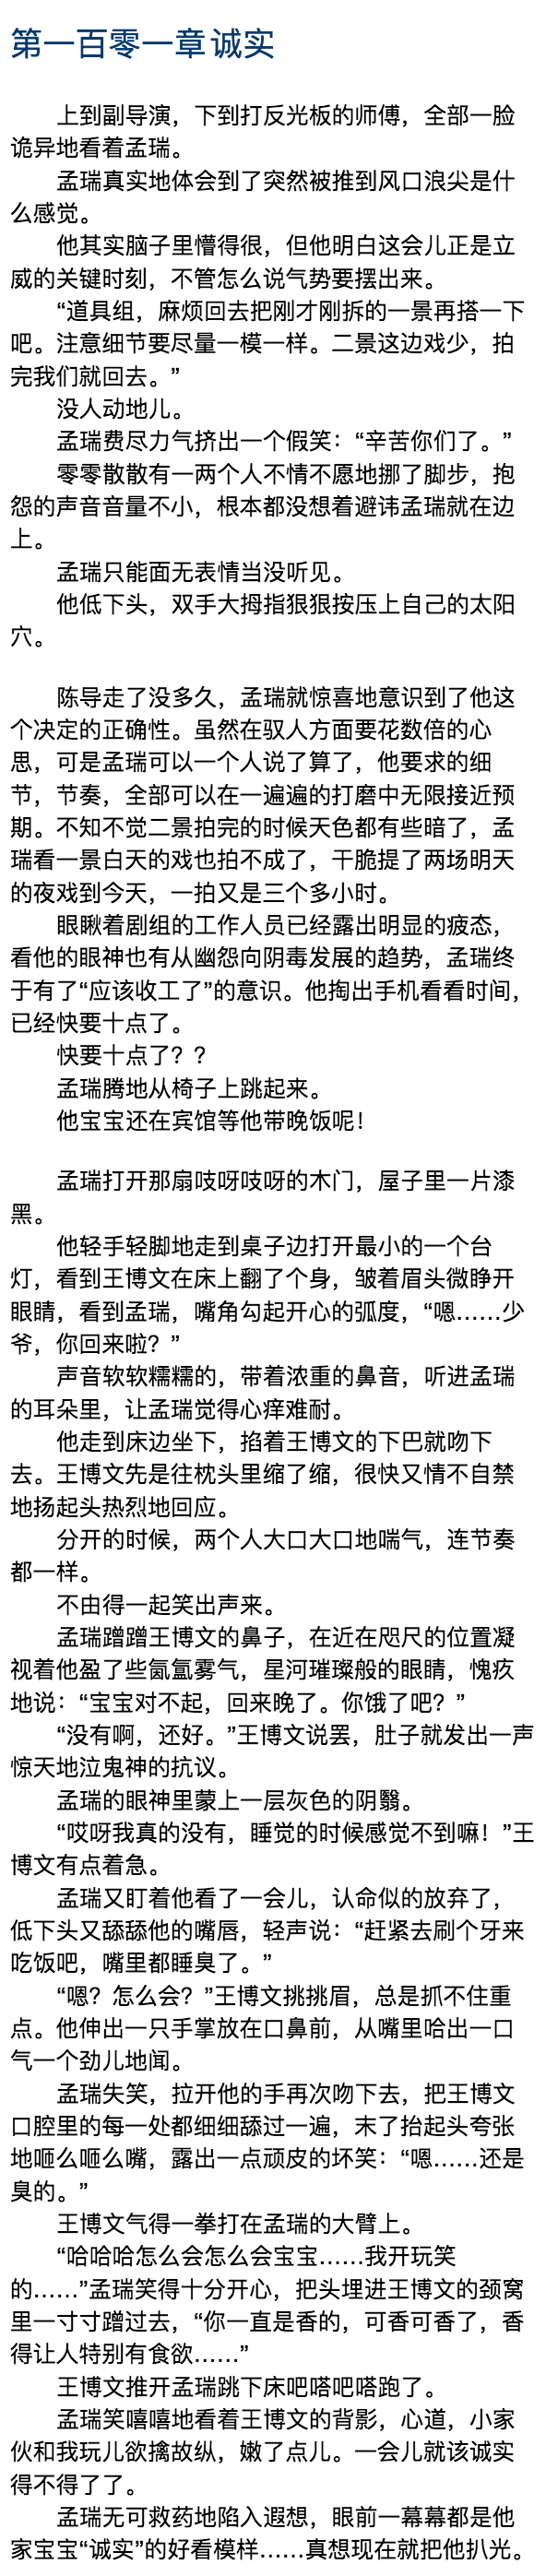 第一百零一章 诚实
上到副导演，下到打反光板的师傅，全部一脸
诡异地看着孟瑞。
孟瑞真实地体会到了突然被推到风口浪尖是什
么感觉。
他其实脑子里懵得很，但他明白这会儿正是立
威的关键时刻，不管怎么说气势要摆出来。
“道具组，麻烦回去把刚才刚拆的一景再搭一下
吧。注意细节要尽量一模一样。二景这边戏少，拍
完我们就回去。”
没人动地儿。
孟瑞费尽力气挤出一个假笑：“辛苦你们了。”
零零散散有一两个人不情不愿地挪了脚步，抱
怨的声音音量不小，根本都没想着避讳孟瑞就在边
上。
孟瑞只能面无表情当没听见。
他低下头，双手大拇指狠狠按压上自己的太阳
穴。
陈导走了没多久，孟瑞就惊喜地意识到了他这
个决定的正确性。虽然在驭人方面要花数倍的心
思，可是孟瑞可以一个人说了算了，他要求的细
节，节奏，全部可以在一遍遍的打磨中无限接近预
期。不知不觉二景拍完的时候天色都有些暗了，孟
瑞看一景白天的戏也拍不成了，干脆提了两场明天
的夜戏到今天，一拍又是三个多小时。
眼瞅着剧组的工作人员已经露出明显的疲态，
看他的眼神也有从幽怨向阴毒发展的趋势，孟瑞终
于有了“应该收工了”的意识。他掏出手机看看时间，
已经快要十点了。
快要十点了？？
孟瑞腾地从椅子上跳起来。
他宝宝还在宾馆等他带晚饭呢！
孟瑞打开那扇吱呀吱呀的木门，屋子里一片漆
黑。
他轻手轻脚地走到桌子边打开最小的一个台
灯，看到王博文在床上翻了个身，皱着眉头微睁开
眼睛，看到孟瑞，嘴角勾起开心的弧度，“嗯……少
爷，你回来啦？”
声音软软糯糯的，带着浓重的鼻音，听进孟瑞
的耳朵里，让孟瑞觉得心痒难耐。
他走到床边坐下，掐着王博文的下巴就吻下
去。王博文先是往枕头里缩了缩，很快又情不自禁
地扬起头热烈地回应。
分开的时候，两个人大口大口地喘气，连节奏
都一样。
不由得一起笑出声来。
孟瑞蹭蹭王博文的鼻子，在近在咫尺的位置凝
视着他盈了些氤氲雾气，星河璀璨般的眼睛，愧疚
地说：“宝宝对不起，回来晚了。你饿了吧？”
“没有啊，还好。”王博文说罢，肚子就发出一声
惊天地泣鬼神的抗议。
孟瑞的眼神里蒙上一层灰色的阴翳。
“哎呀我真的没有，睡觉的时候感觉不到嘛！”王
博文有点着急。
孟瑞又盯着他看了一会儿，认命似的放弃了，
低下头又舔舔他的嘴唇，轻声说：“赶紧去刷个牙来
吃饭吧，嘴里都睡臭了。”
“嗯？怎么会？”王博文挑挑眉，总是抓不住重
点。他伸出一只手掌放在口鼻前，从嘴里哈出一口
气一个劲儿地闻。
孟瑞失笑，拉开他的手再次吻下去，把王博文
口腔里的每一处都细细舔过一遍，末了抬起头夸张
地咂么咂么嘴，露出一点顽皮的坏笑：“嗯……还是
臭的。”
王博文气得一拳打在孟瑞的大臂上。
“哈哈哈怎么会怎么会宝宝……我开玩笑
的……”孟瑞笑得十分开心，把头埋进王博文的颈窝
里一寸寸蹭过去，“你一直是香的，可香可香了，香
得让人特别有食欲……”
王博文推开孟瑞跳下床吧嗒吧嗒跑了。
孟瑞笑嘻嘻地看着王博文的背影，心道，小家
伙和我玩儿欲擒故纵，嫩了点儿。一会儿就该诚实
得不得了了。
孟瑞无可救药地陷入遐想，眼前一幕幕都是他
家宝宝“诚实”的好看模样……真想现在就把他扒光。